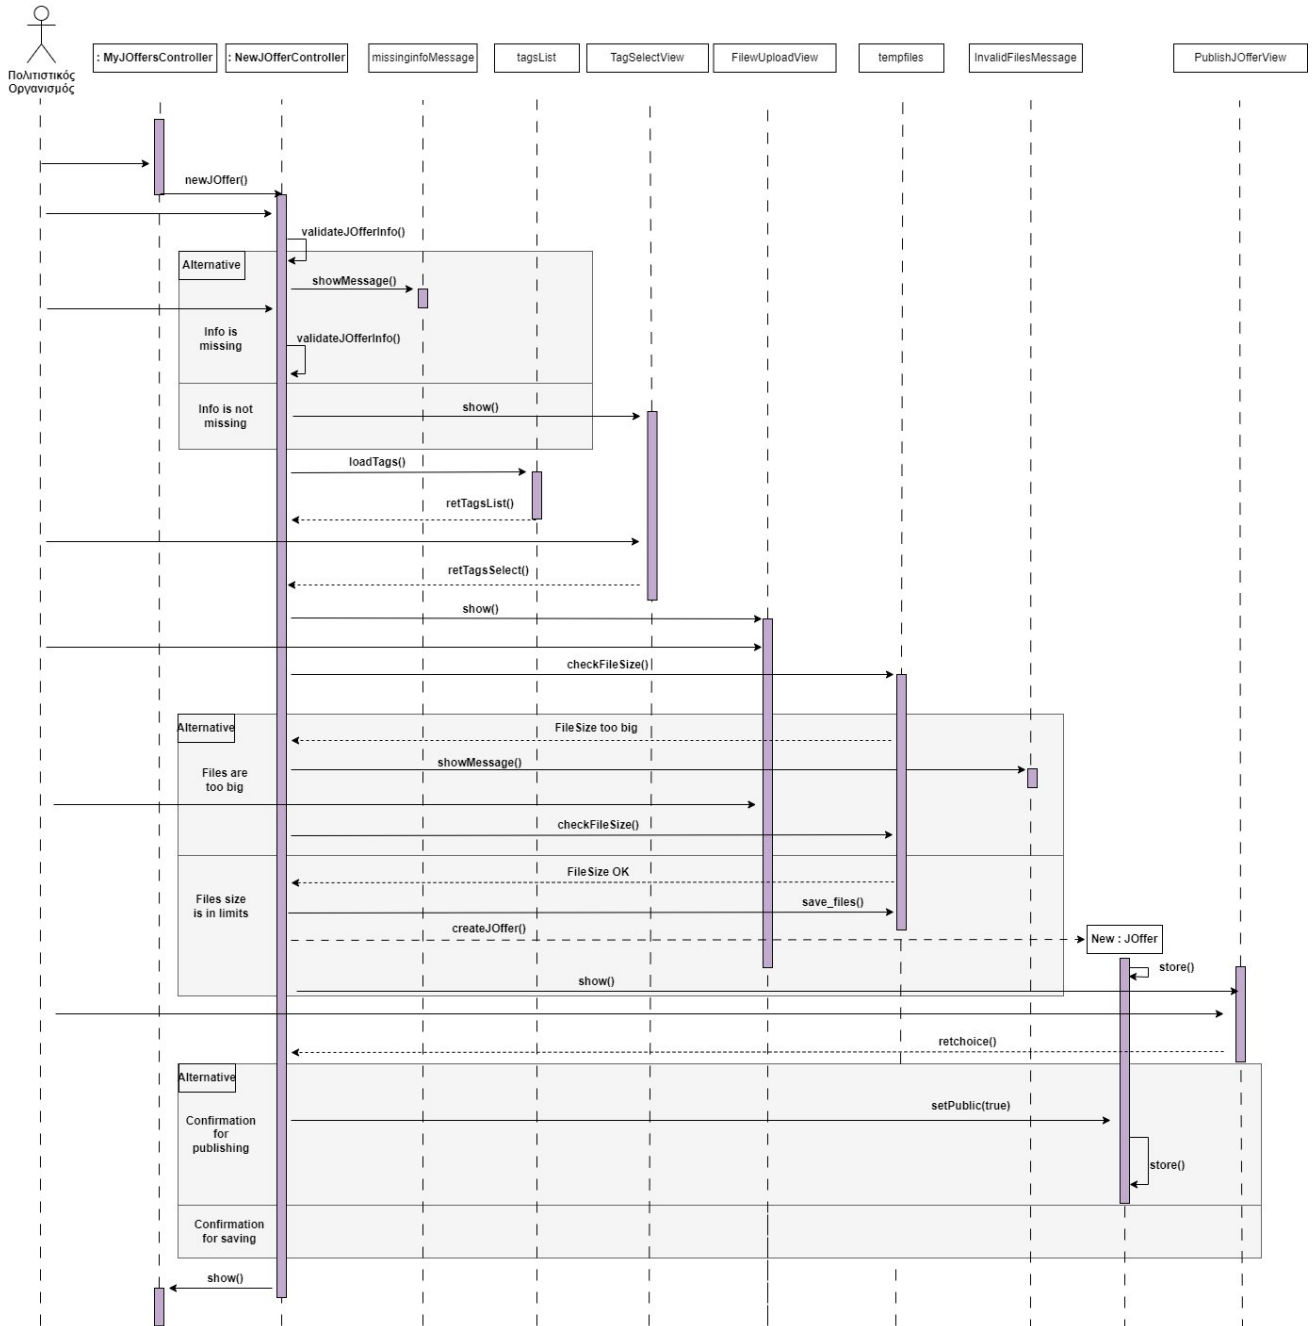 Πολιτιστικός
Οργανισμός
: MyJOffersController
: NewJOfferController
missinginfoMessage
tagsList
TagSelectView
FilewUploadView
tempfiles
InvalidFilesMessage
PublishJOfferView
newJOffer()
validateJOfferInfo()
Alternative
showMessage()
Info is
missing
validateJOfferInfo()
Info is not
missing
show()
loadTags()
retTagsList()
retTagsSelect()
show()
checkFileSize()
Alternative
FileSize too big
Files are
too big
showMessage()
checkFileSize()
FileSize OK
Files size
is in limits
save_files()
createJOffer()
New : JOffer
store()
show()
retchoice()
Alternative
Confirmation
for
publishing
setPublic(true)
store()
Confirmation
for saving
show()